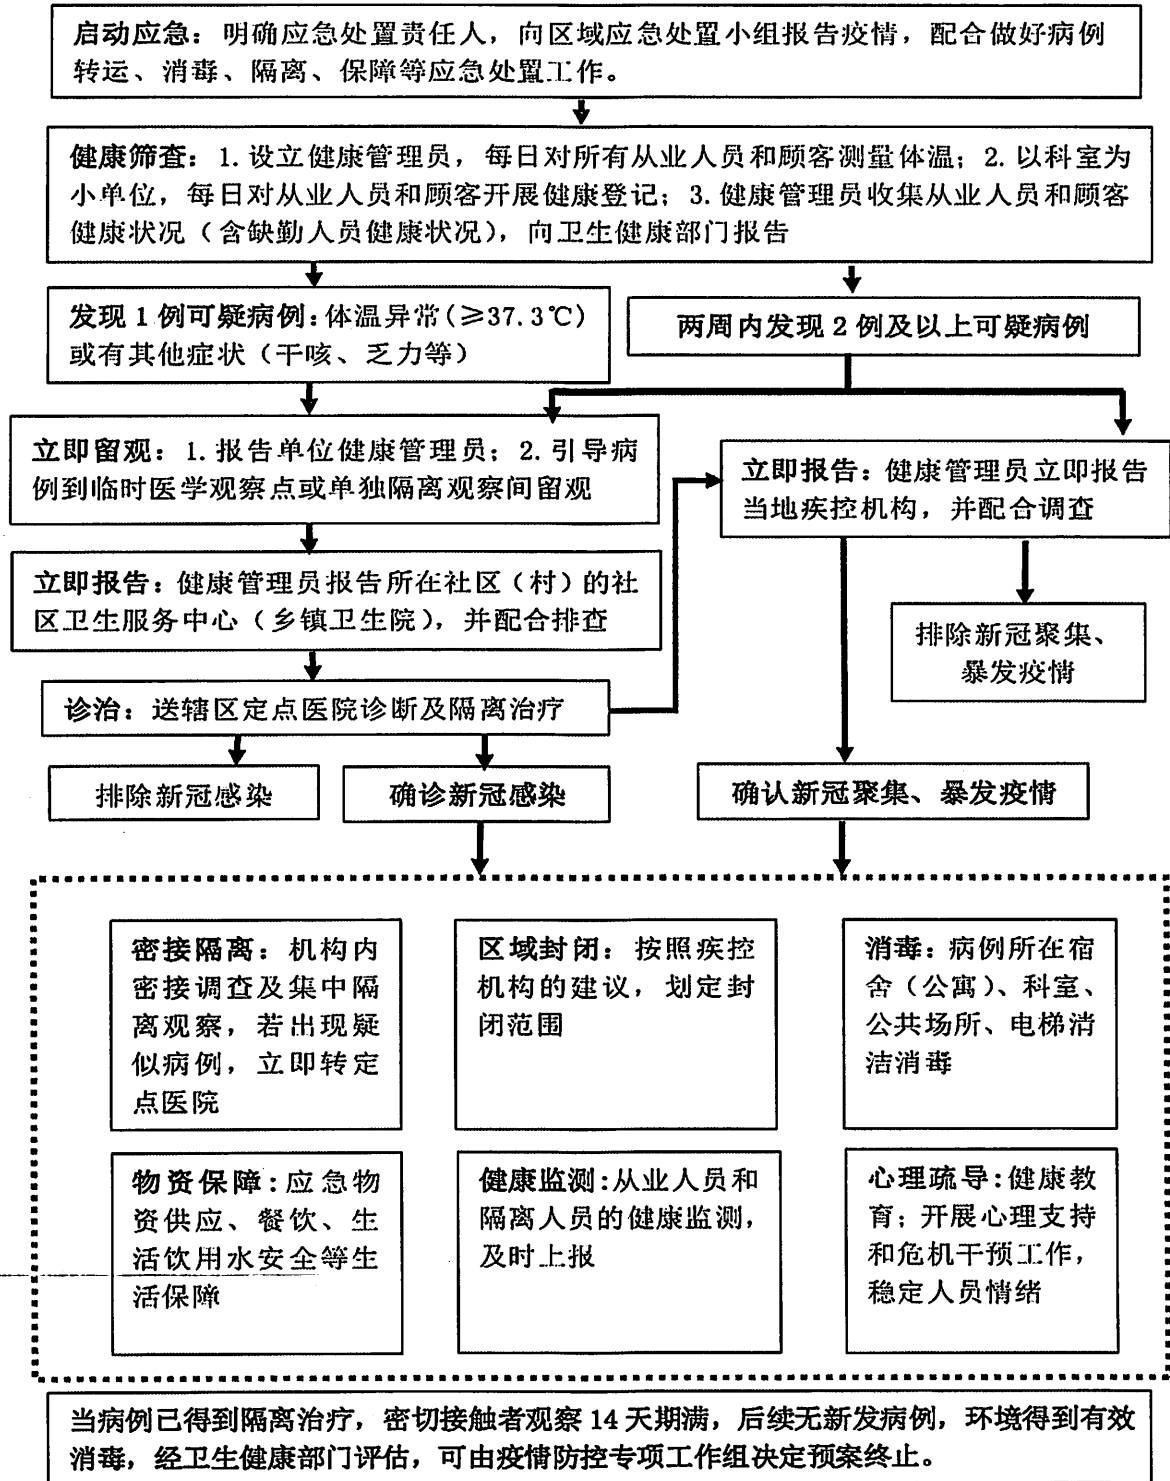 启动应急：明确应急处置责任人，向区域应急处置小组报告疫情，配合做好病例
转运、消毒、隔离、保障等应急处置工作。
健康筛查：1.设立健康管理员，每日对所有从业人员和顾客测量体温；2.以科室为
小单位，每日对从业人员和顾客开展健康登记；3.健康管理员收集从业人员和顾客
健康状况（含缺勤人员健康状况），向卫生健康部门报告
发现1例可疑病例：体温异常(≥37.3℃)
或有其他症状（干咳、乏力等）
两周内发现2例及以上可疑病例
立即留观：1.报告单位健康管理员；2.引导病
例到临时医学观察点或单独隔离观察间留观
立即报告：健康管理员立即报告
当地疾控机构，并配合调查
立即报告：健康管理员报告所在社区（村）的社
区卫生服务中心（乡镇卫生院），并配合排查
排除新冠聚集、
暴发疫情
诊治：送辖区定点医院诊断及隔离治疗
排除新冠感染
确诊新冠感染
确认新冠聚集、暴发疫情
密接隔离：机构内
密接调查及集中隔
离观察，若出现疑
似病例，立即转定
点医院
区域封闭：按照疾控
机构的建议，划定封
闭范围
消毒：病例所在宿
舍（公寓）、科室、
公共场所、电梯消
洁消毒
物资保障:应急物
资供应、餐饮、生
活饮用水安全等生
活保障
健康监测:从业人员和
隔离人员的健康监测，
及时上报
心理疏导:健康教
育；开展心理支持
和危机干预工作，
稳定人员情绪
当病例已得到隔离治疗，密切接触者观察14天期满，后续无新发病例，环境得到有效
消毒，经卫生健康部门评估，可由疫情防控专项工作组决定预案终止。